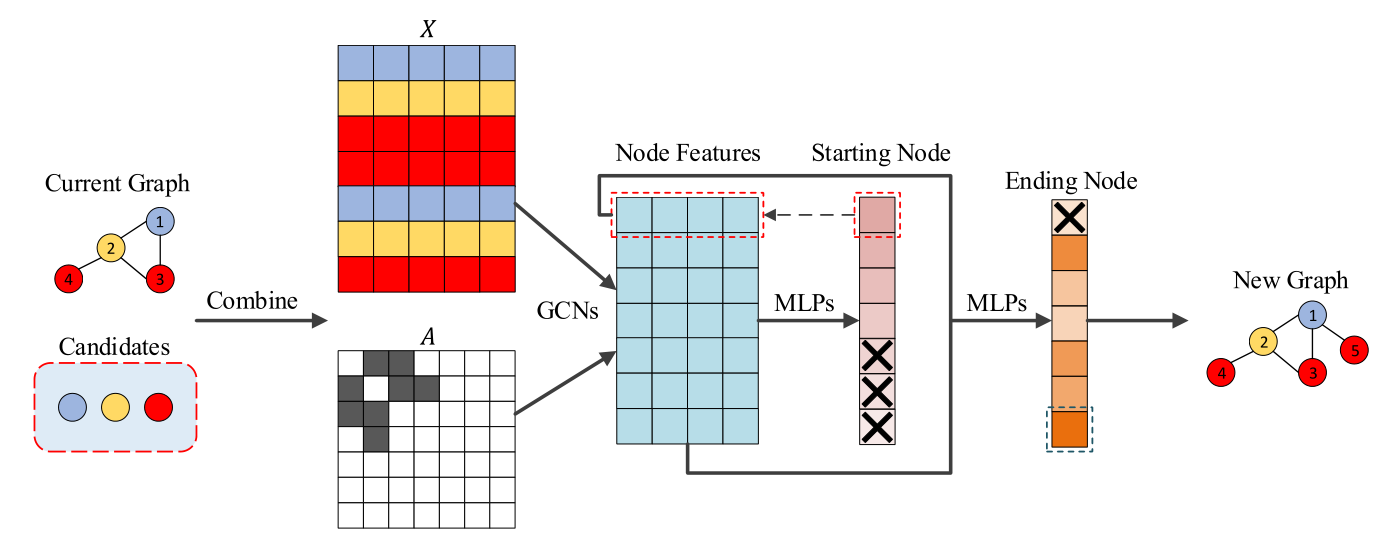 X
Current Graph
1
2
4
3
Combine
Candidates
A
GCNs
Node Features
Starting Node
MLPs
MLPs
Ending Node
New Graph
1
2
5
4
3